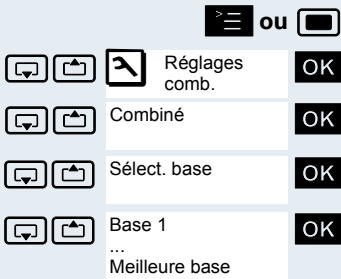 ou
Réglages
comb.
OK
Combiné
OK
Sélect. base
OK
Base 1
OK
...
Meilleure base